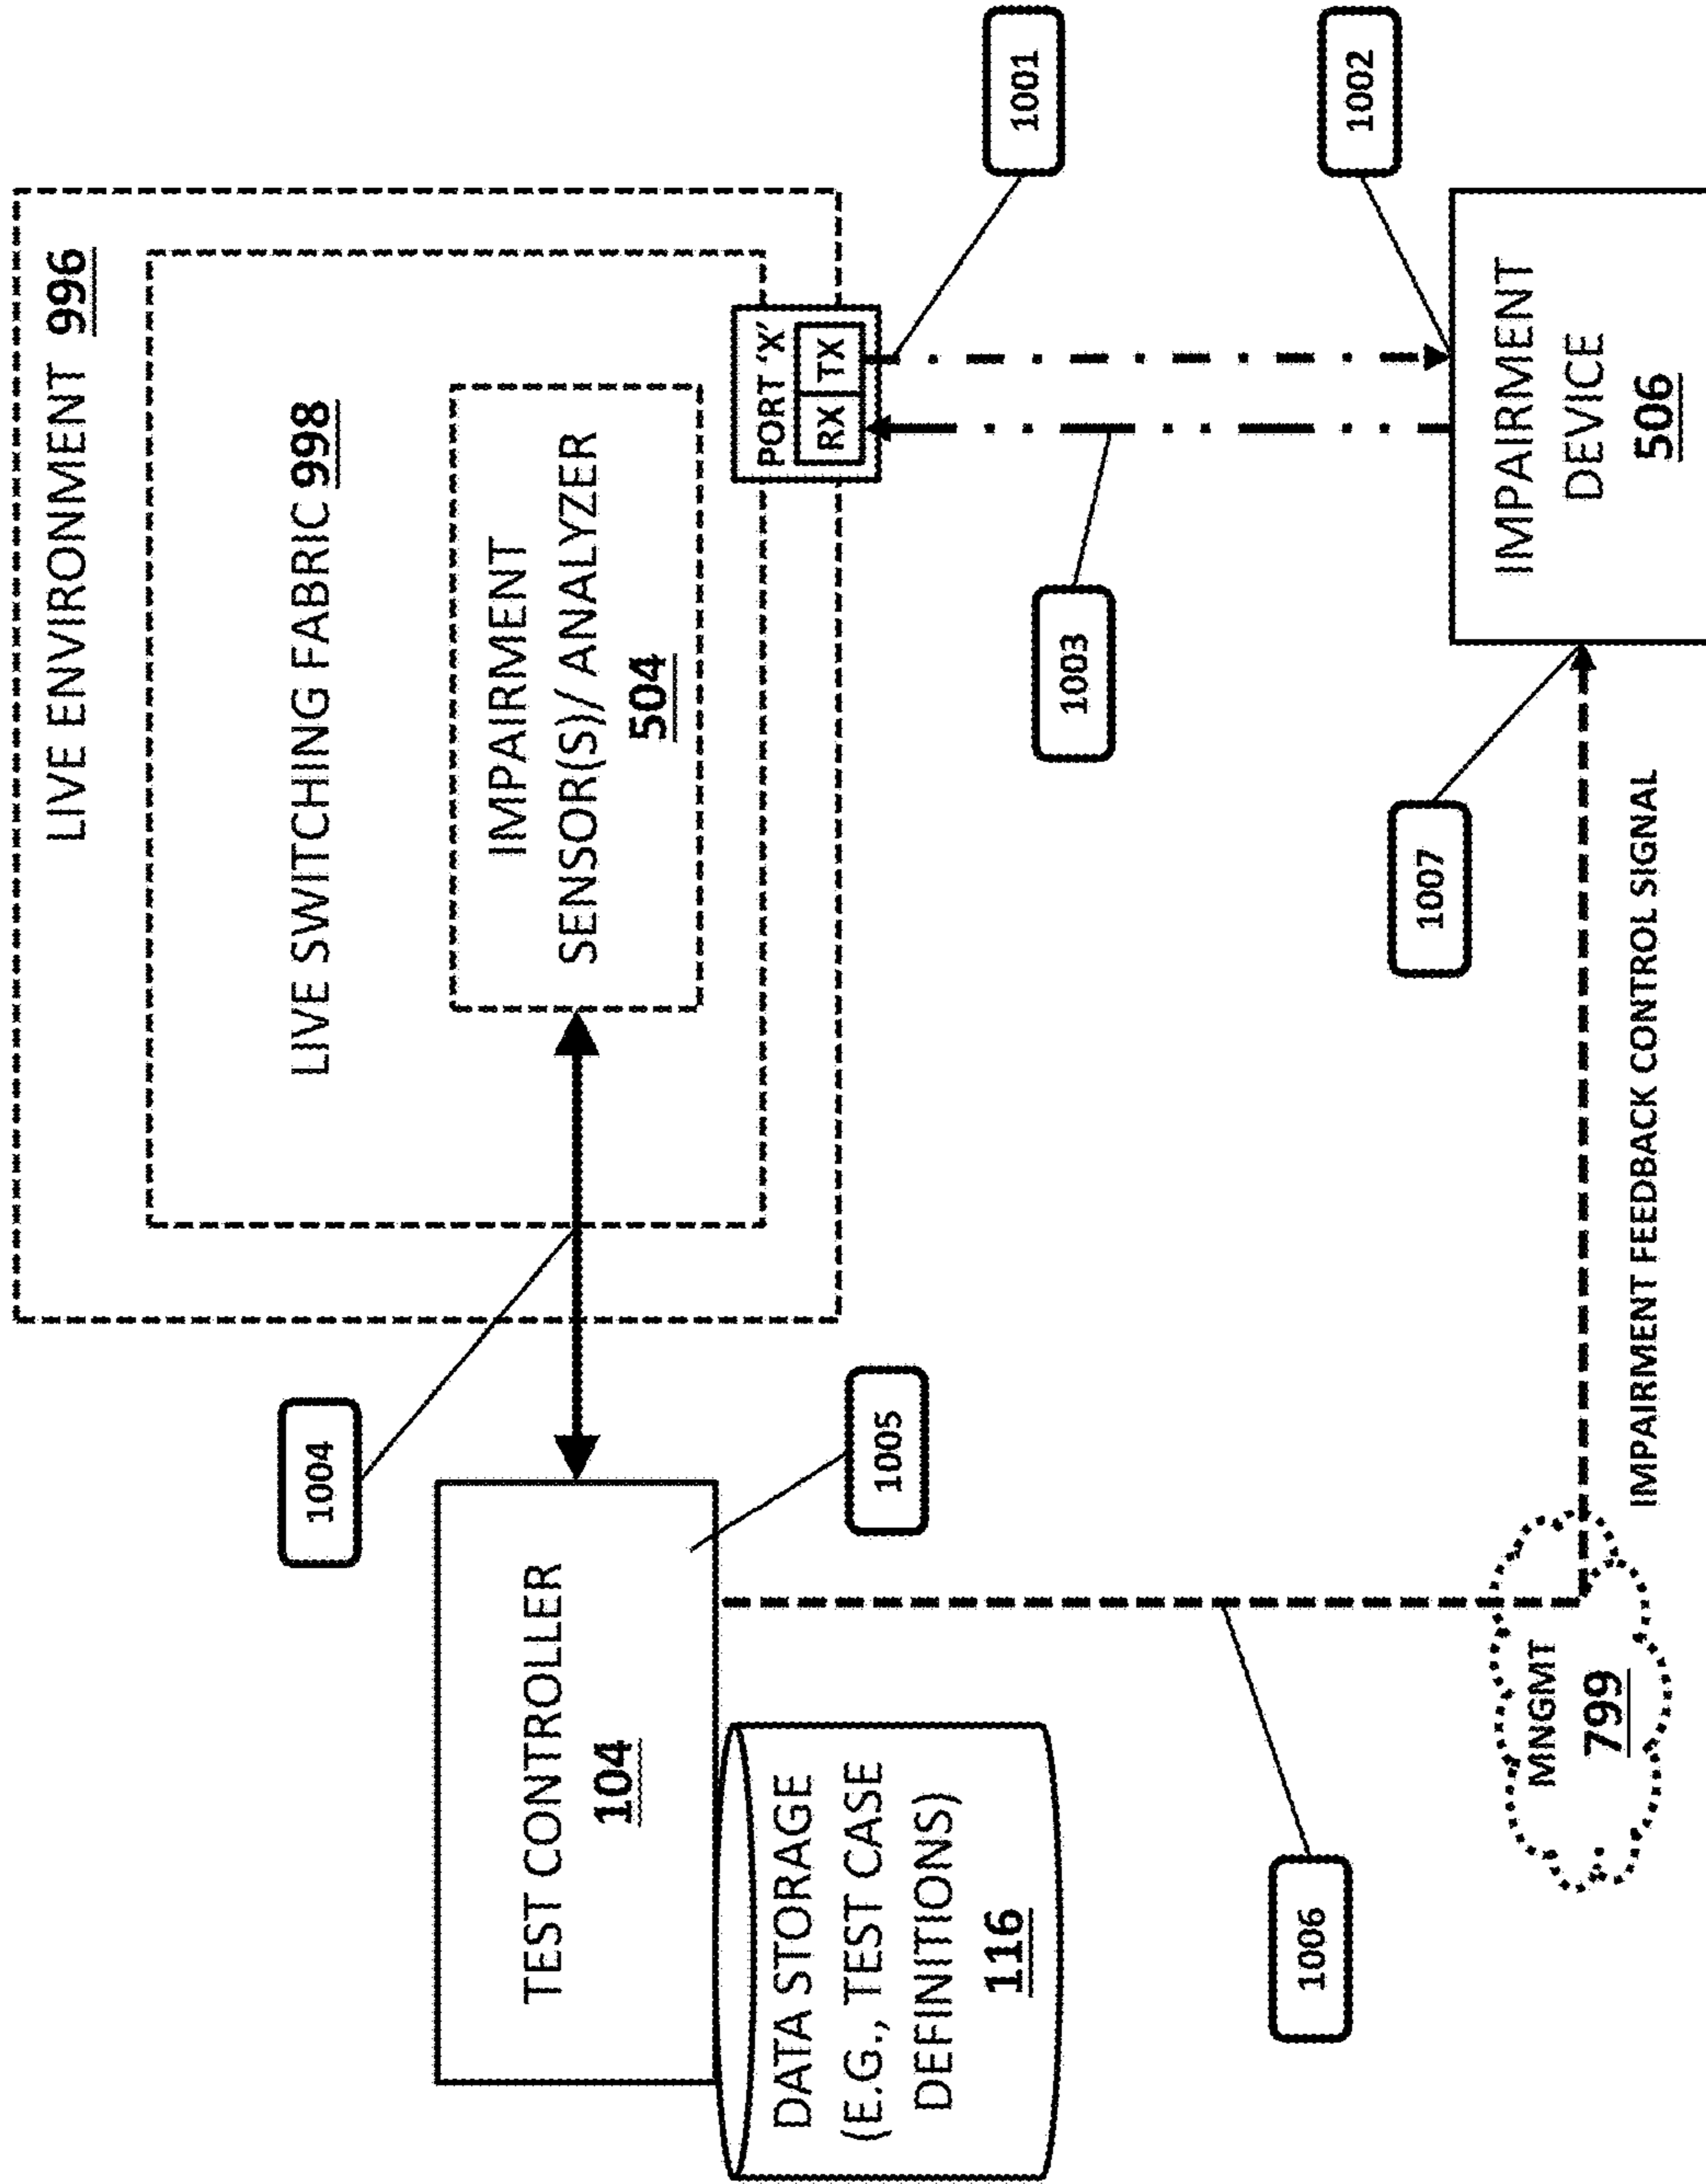 LIVE ENVIRONMENT 996
LIVE SWITCHING FABRIC 998
IMPAIRMENT
SENSOR(S)/ ANALYZER
504
PORT 'X'
RX TX
1004
TEST CONTROLLER
104
1005
DATA STORAGE
(E.G., TEST CASE
DEFINITIONS)
116
1001
1003
1002
1006
1007
MNGMT
799
IMPAIRMENT
DEVICE
506
IMPAIRMENT FEEDBACK CONTROL SIGNAL